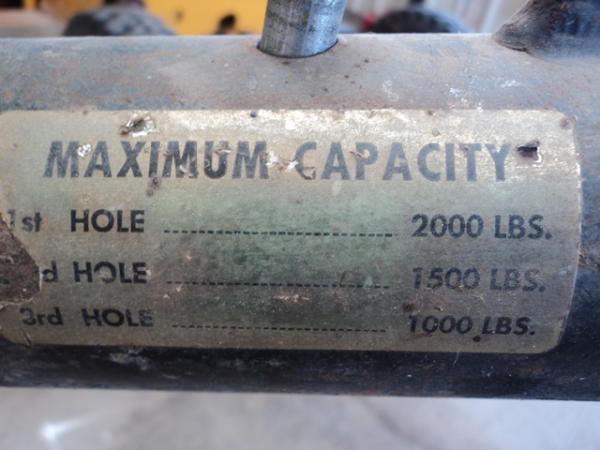 MAXIMUM CAPACITY
1st HOLE ........................ 2000 LBS.
d HOLE ........................ 1500 LBS.
3rd HOLE ........................ 1000 LBS.